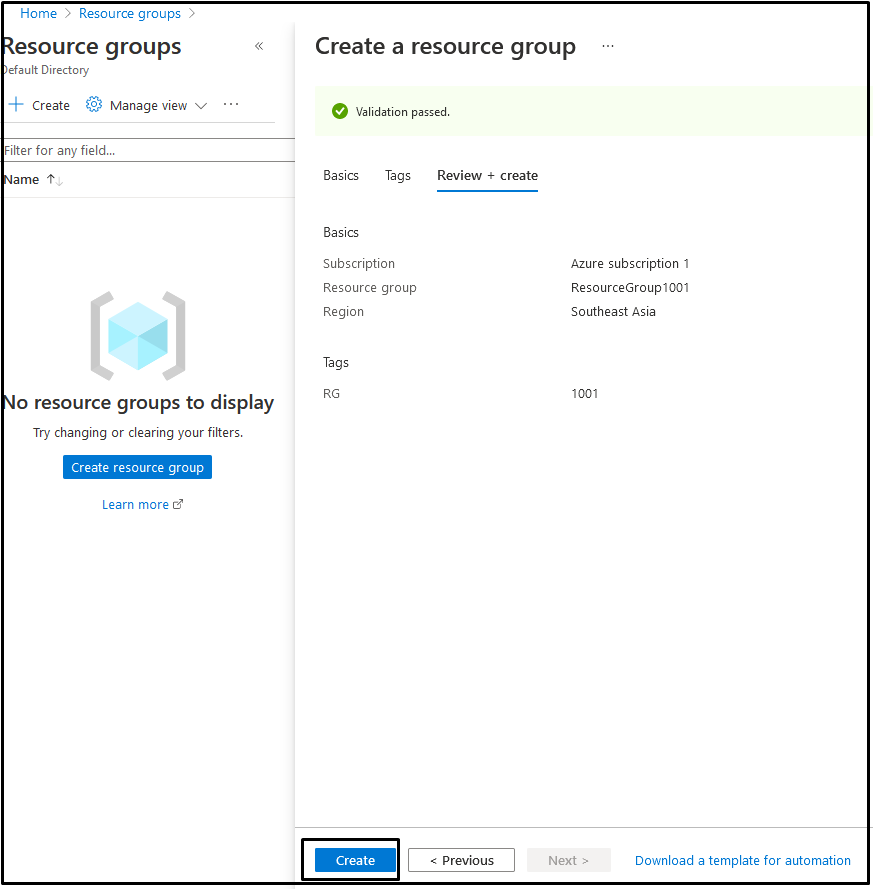 Home > Resource groups >
Resource groups «
Default Directory
+ Create Manage view ...
Filter for any field...
Name ↑↓
No resource groups to display
Try changing or clearing your filters.
Create resource group
Learn more
Create a resource group ...
Validation passed.
Basics Tags Review + create
Basics
Subscription Azure subscription 1
Resource group ResourceGroup1001
Region Southeast Asia
Tags
RG 1001
Create < Previous Next > Download a template for automation